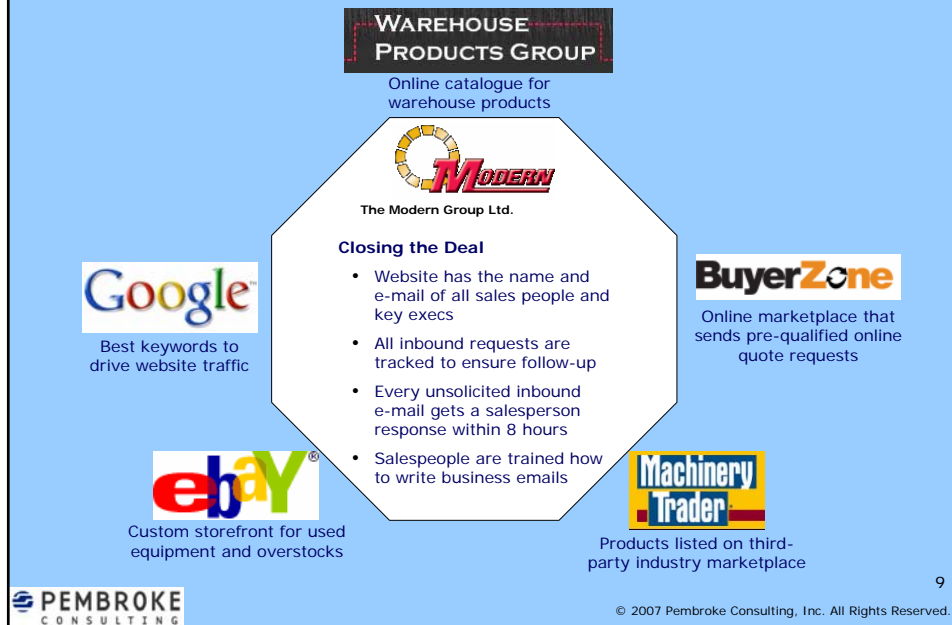 WAREHOUSE
PRODUCTS GROUP
Online catalogue for
warehouse products
MODERN
The Modern Group Ltd.
Closing the Deal
• Website has the name and
e-mail of all sales people and
key execs
• All inbound requests are
tracked to ensure follow-up
• Every unsolicited inbound
e-mail gets a salesperson
response within 8 hours
• Salespeople are trained how
to write business emails
Google™
Best keywords to
drive website traffic
BuyerZone
Online marketplace that
sends pre-qualified online
quote requests
ebaY®
Custom storefront for used
equipment and overstocks
Machinery
Trader
Products listed on third-
party industry marketplace
9
PEMBROKE
CONSULTING
© 2007 Pembroke Consulting, Inc. All Rights Reserved.